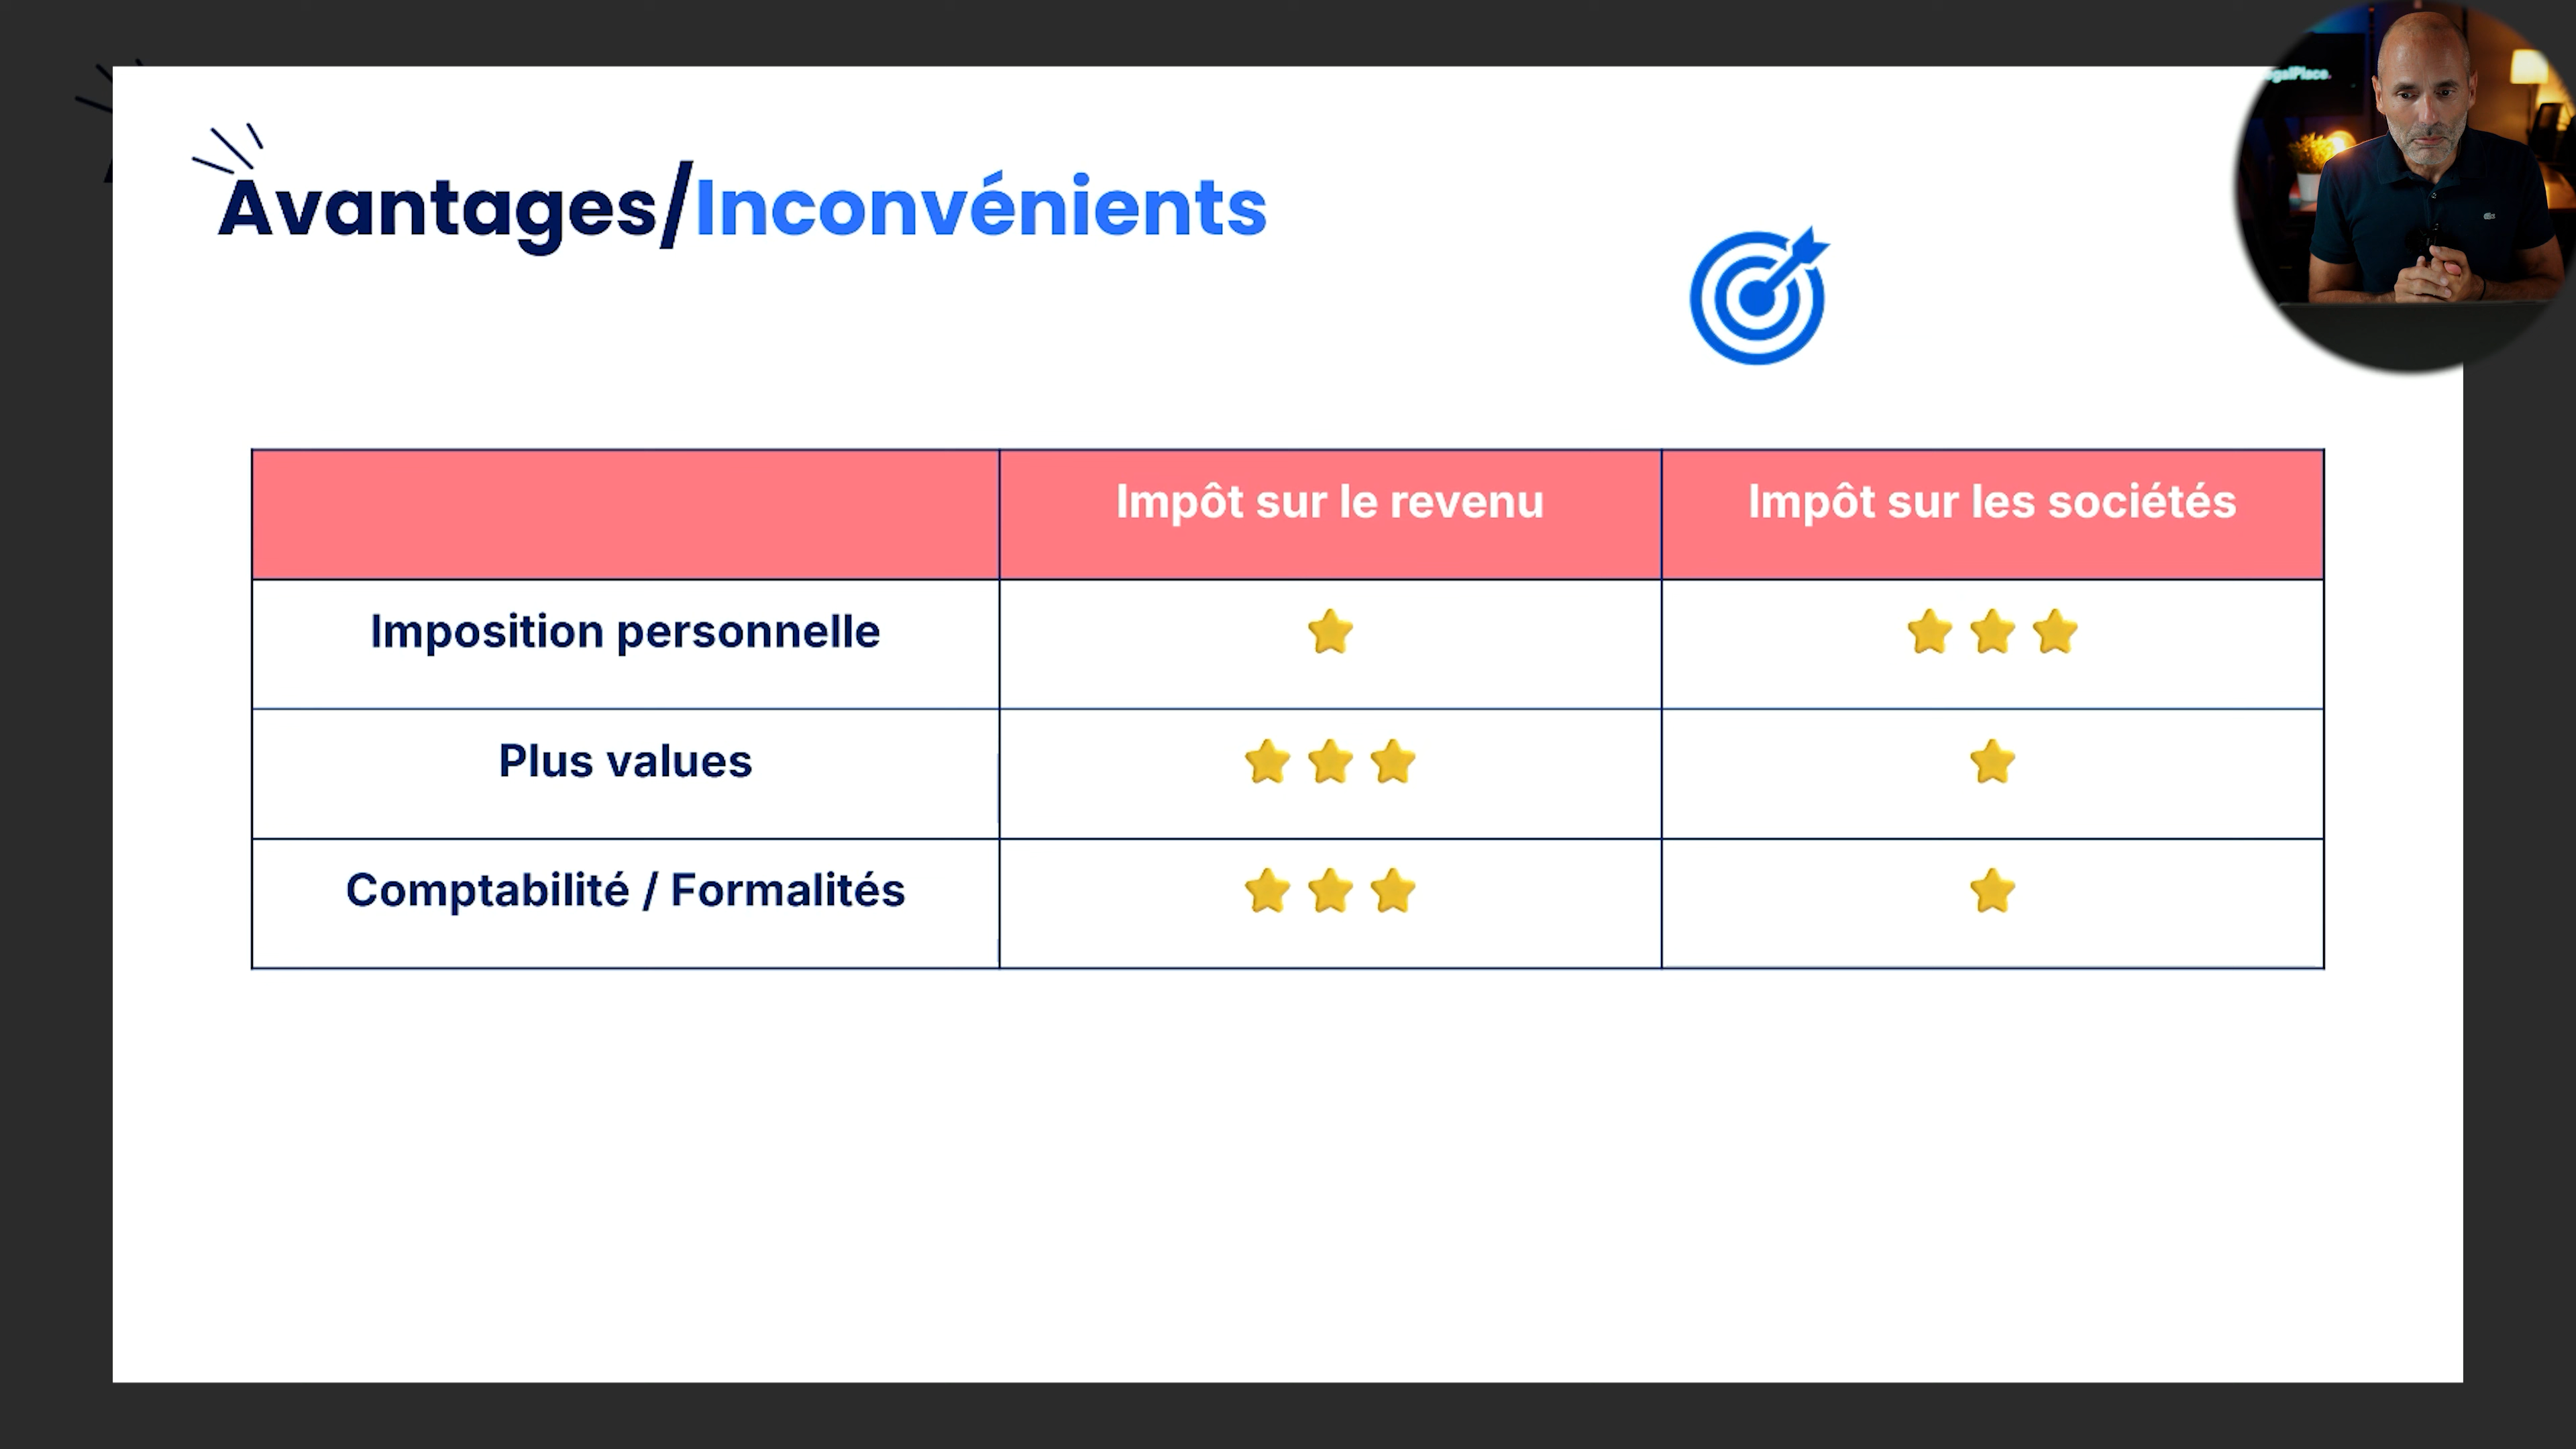 Avantages/Inconvénients
Impôt sur le revenu
Impôt sur les sociétés
Imposition personnelle
Plus values
Comptabilité / Formalités